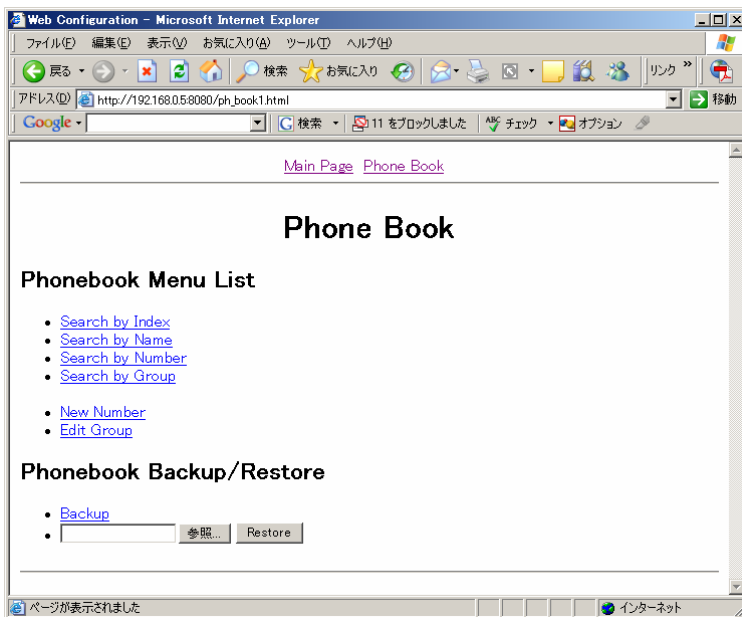 Web Configuration - Microsoft Internet Explorer
ファイル(F) 編集(E) 表示(V) お気に入り(A) ツール(T) ヘルプ(H)
戻る 検索 お気に入り リンク »
アドレス(D) http://192.168.0.5:8080/ph_book1.html 移動
Google 検索 11 をブロックしました ABC チェック オプション
Main Page Phone Book
Phone Book
Phonebook Menu List
Search by Index
Search by Name
Search by Number
Search by Group
New Number
Edit Group
Phonebook Backup/Restore
Backup
参照... Restore
ページが表示されました インターネット